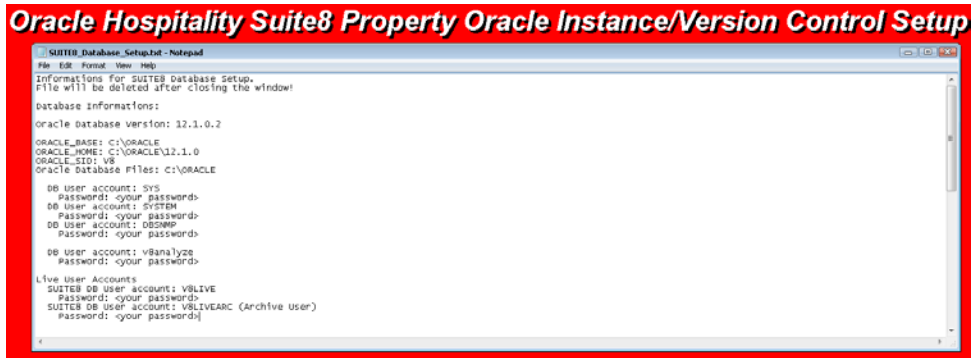 Oracle Hospitality Suite8 Property Oracle Instance/Version Control Setup
SUITE8_Database_Setup.txt - Notepad
File Edit Format View Help
Informations for SUITE8 Database Setup.
File will be deleted after closing the window!
Database Informations:
Oracle Database Version: 12.1.0.2
ORACLE_BASE: C:\ORACLE
ORACLE_HOME: C:\ORACLE\12.1.0
ORACLE_SID: V8
Oracle Database Files: C:\ORACLE
DB User account: SYS
Password: <your password>
DB User account: SYSTEM
Password: <your password>
DB User account: DBSNMP
Password: <your password>
DB User account: v8analyze
Password: <your password>
Live User Accounts
SUITE8 DB User account: V8LIVE
Password: <your password>
SUITE8 DB User account: V8LIVEARC (Archive User)
Password: <your password>